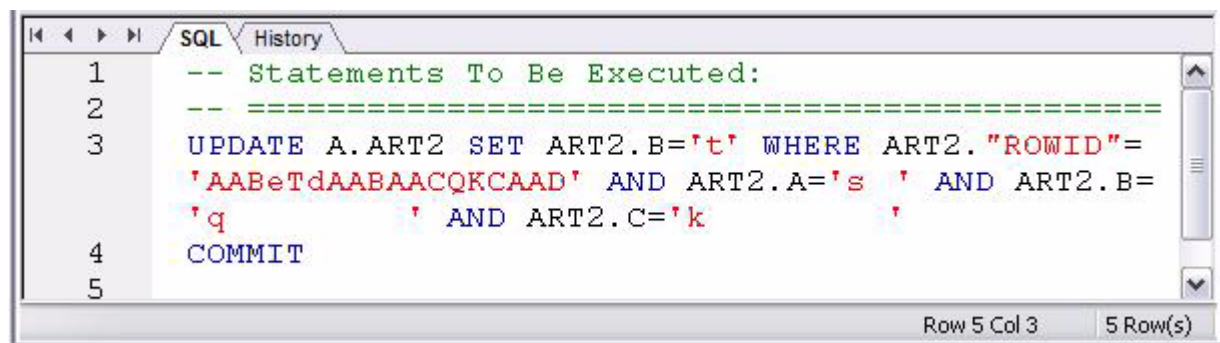 SQL History
1 -- Statements To Be Executed:
2 -- ================================================
3 UPDATE A.ART2 SET ART2.B='t' WHERE ART2."ROWID"=
'AABeTdAABAACQKCAAD' AND ART2.A='s ' AND ART2.B=
'q         ' AND ART2.C='k         '
4 COMMIT
5
Row 5 Col 3 5 Row(s)